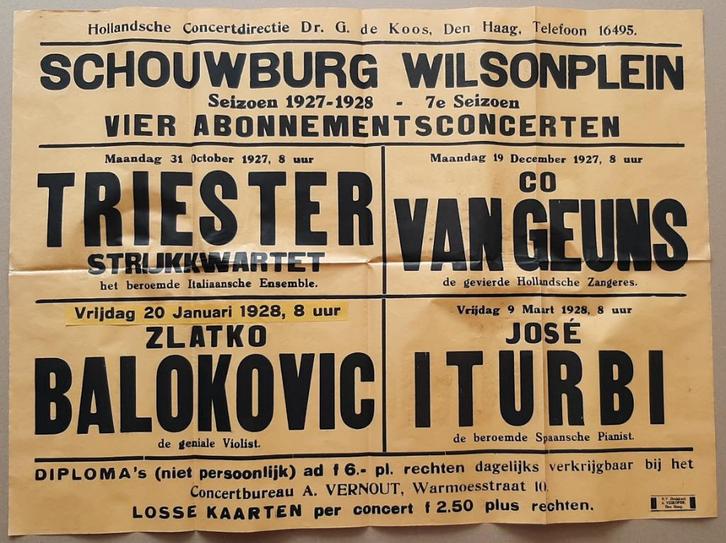 Hollandsche Concertdirectie Dr. G. de Koos, Den Haag, Telefoon 16495.
SCHOUWBURG WILSONPLEIN
Seizoen 1927-1928 - 7e Seizoen
VIER ABONNEMENTSCONCERTEN
Maandag 31 October 1927, 8 uur
TRIESTER
STRIJKKWARTET
het beroemde Italiaansche Ensemble.
Maandag 19 December 1927, 8 uur
CO
VAN GEUNS
de gevierde Hollandsche Zangeres.
Vrijdag 20 Januari 1928, 8 uur
ZLATKO
BALOKOVIC
de geniale Violist.
Vrijdag 9 Maart 1928, 8 uur
JOSÉ
ITURBI
de beroemde Spaansche Pianist.
DIPLOMA's (niet persoonlijk) ad f 6.- pl. rechten dagelijks verkrijgbaar bij het
Concertbureau A. VERNOUT, Warmoesstraat 10.
LOSSE KAARTEN per concert f 2.50 plus rechten.
Den Haag